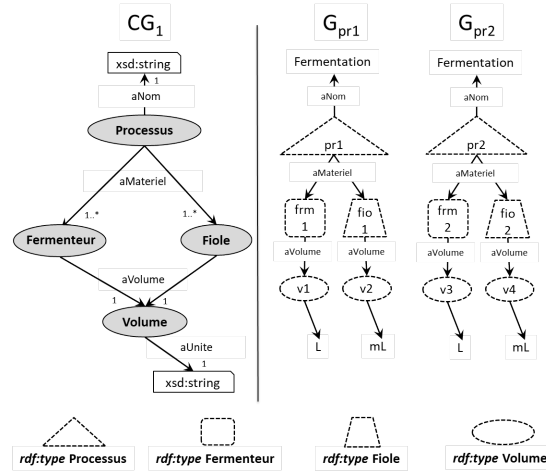 CG1
xsd:string
1
aNom
Processus
aMateriel
1..*
1..*
Fermenteur
Fiole
aVolume
1
1
Volume
aUnite
1
xsd:string
Gpr1
Gpr2
Fermentation
Fermentation
aNom
aNom
pr1
pr2
aMateriel
aMateriel
frm
1
fio
1
frm
2
fio
2
aVolume
aVolume
aVolume
aVolume
v1
v2
v3
v4
L
mL
L
mL
rdf:type Processus
rdf:type Fermenteur
rdf:type Fiole
rdf:type Volume